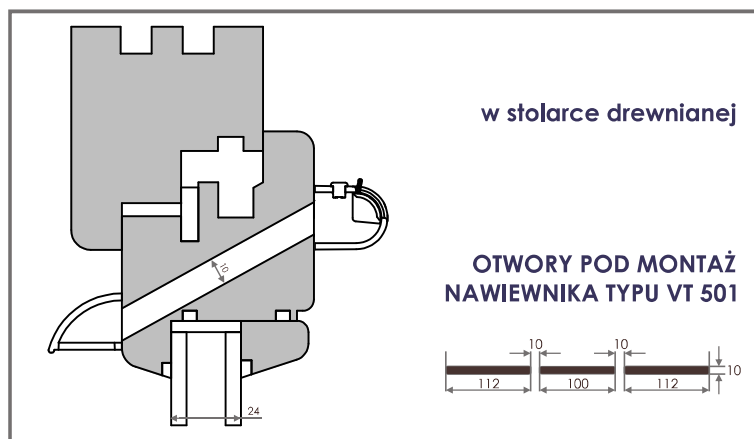 w stolarce drewnianej
10
OTWORY POD MONTAŻ
NAWIEWNIKA TYPU VT 501
10 10
10
112 100 112
24